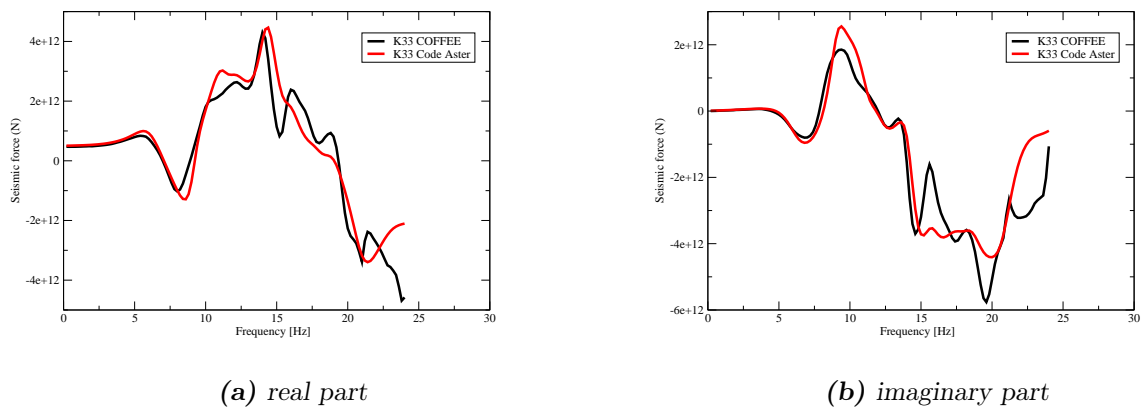 4e+12
2e+12
0
-2e+12
-4e+12
Seismic force (N)
0 5 10 15 20 25 30
Frequency [Hz]
K33 COFFEE
K33 Code Aster
(a) real part
2e+12
0
-2e+12
-4e+12
-6e+12
Seismic force (N)
0 5 10 15 20 25 30
Frequency [Hz]
K33 COFFEE
K33 Code Aster
(b) imaginary part